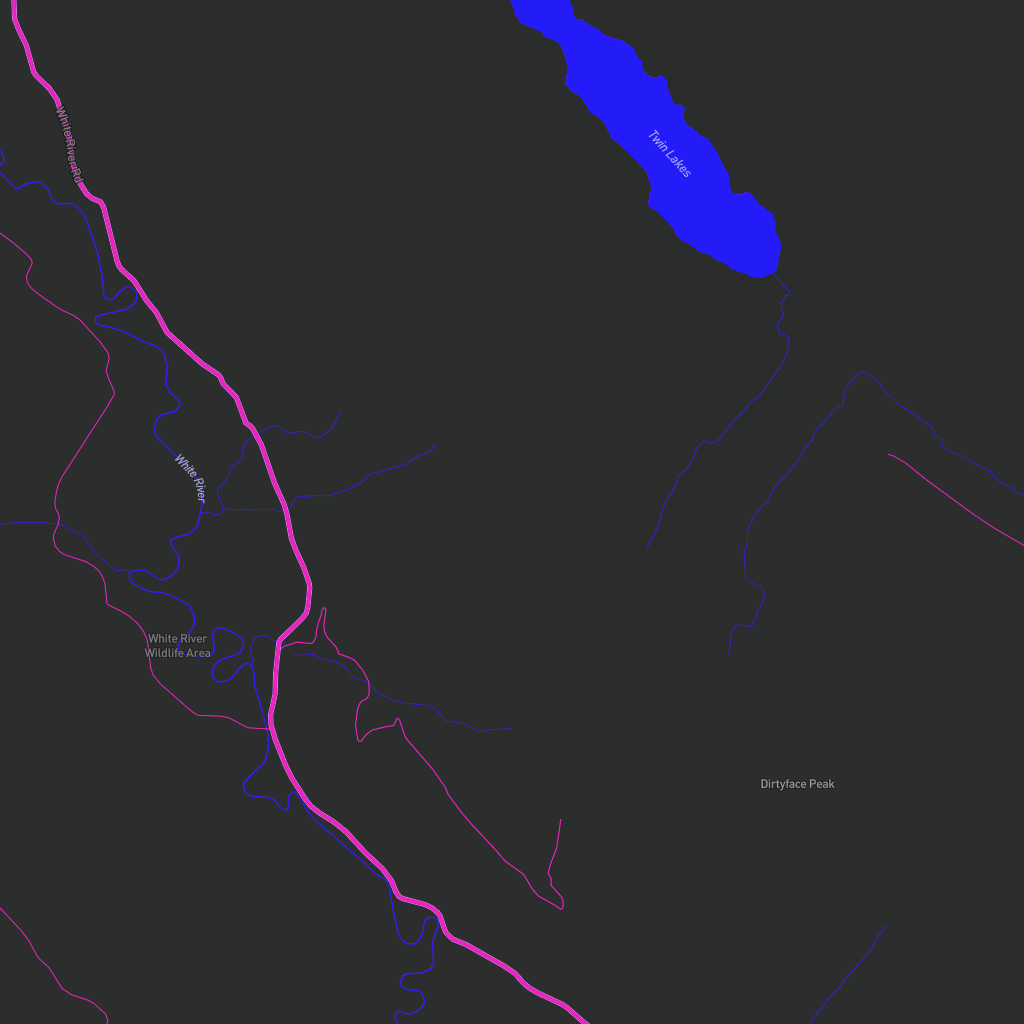 White River Rd
Twin Lakes
White River
White River
Wildlife Area
Dirtyface Peak